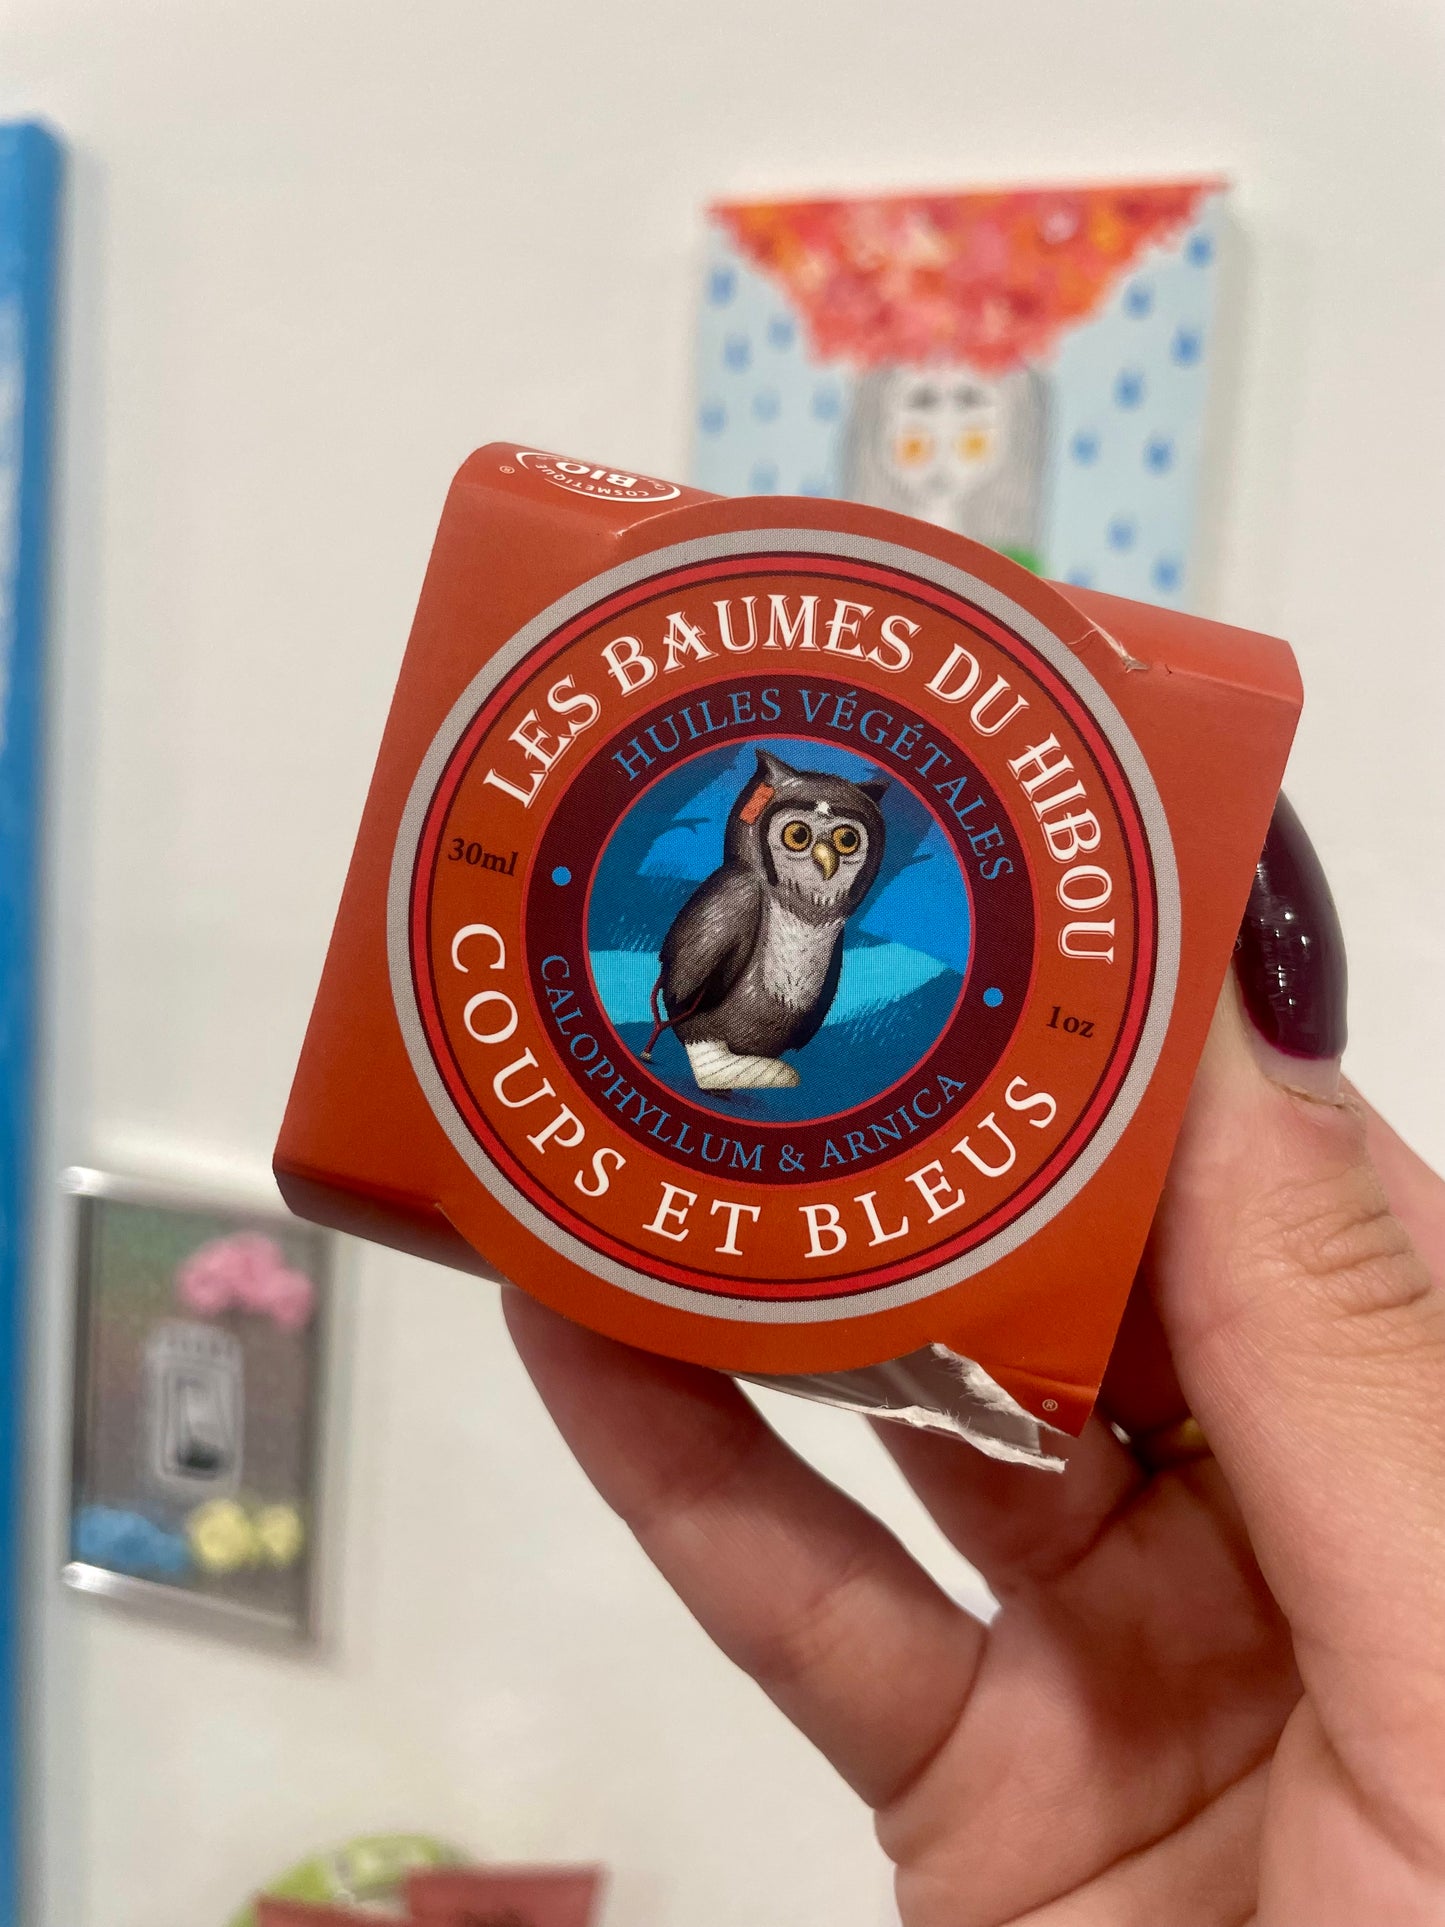 COSMETIQUE
BIO
®
LES BAUMES DU HIBOU
HUILES VÉGÉTALES
30ml
1oz
CALOPHYLLUM & ARNICA
COUPS ET BLEUS
®